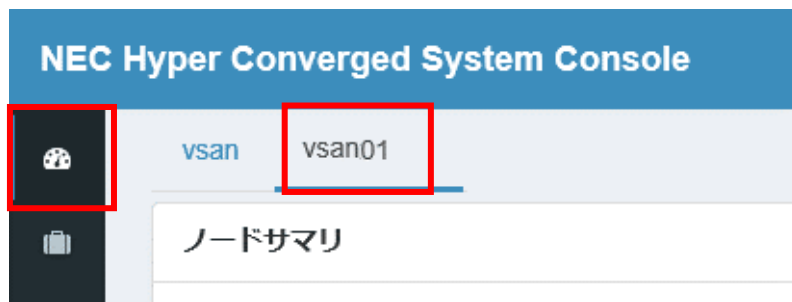 NEC Hyper Converged System Console
vsan vsan01
ノードサマリ